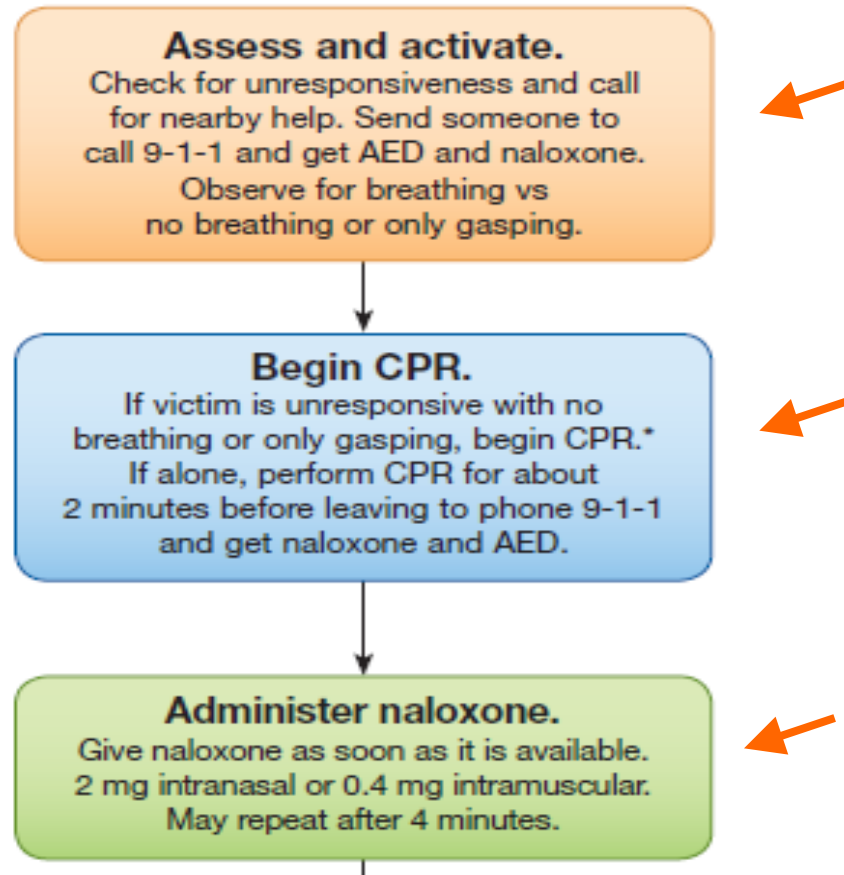 Assess and activate.
Check for unresponsiveness and call
for nearby help. Send someone to
call 9-1-1 and get AED and naloxone.
Observe for breathing vs
no breathing or only gasping.
Begin CPR.
If victim is unresponsive with no
breathing or only gasping, begin CPR.*
If alone, perform CPR for about
2 minutes before leaving to phone 9-1-1
and get naloxone and AED.
Administer naloxone.
Give naloxone as soon as it is available.
2 mg intranasal or 0.4 mg intramuscular.
May repeat after 4 minutes.